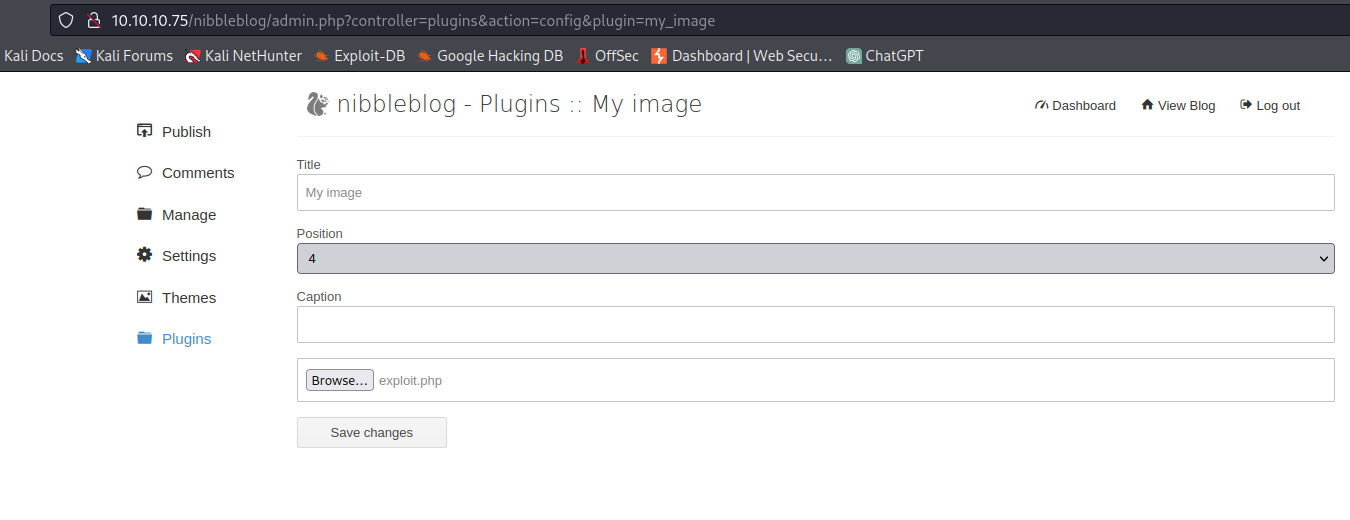 10.10.10.75/nibbleblog/admin.php?controller=plugins&action=config&plugin=my_image
Kali Docs Kali Forums Kali NetHunter Exploit-DB Google Hacking DB OffSec Dashboard | Web Secu… ChatGPT
nibbleblog - Plugins :: My image
Dashboard View Blog Log out
Publish
Comments
Manage
Settings
Themes
Plugins
Title
My image
Position
4
Caption
Browse… exploit.php
Save changes